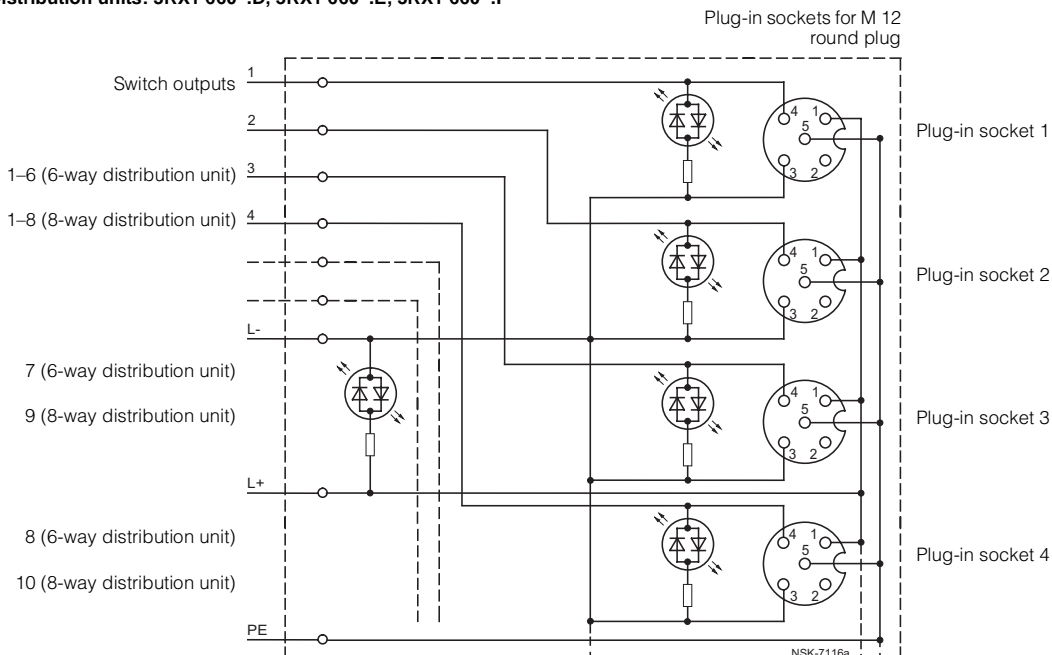 Plug-in sockets for M 12
round plug
Switch outputs
1
2
1–6 (6-way distribution unit)
3
1–8 (8-way distribution unit)
4
L-
7 (6-way distribution unit)
9 (8-way distribution unit)
L+
8 (6-way distribution unit)
10 (8-way distribution unit)
PE
4 1
5
3 2
Plug-in socket 1
4 1
5
3 2
Plug-in socket 2
4 1
5
3 2
Plug-in socket 3
4 1
5
3 2
Plug-in socket 4
NSK-7116a